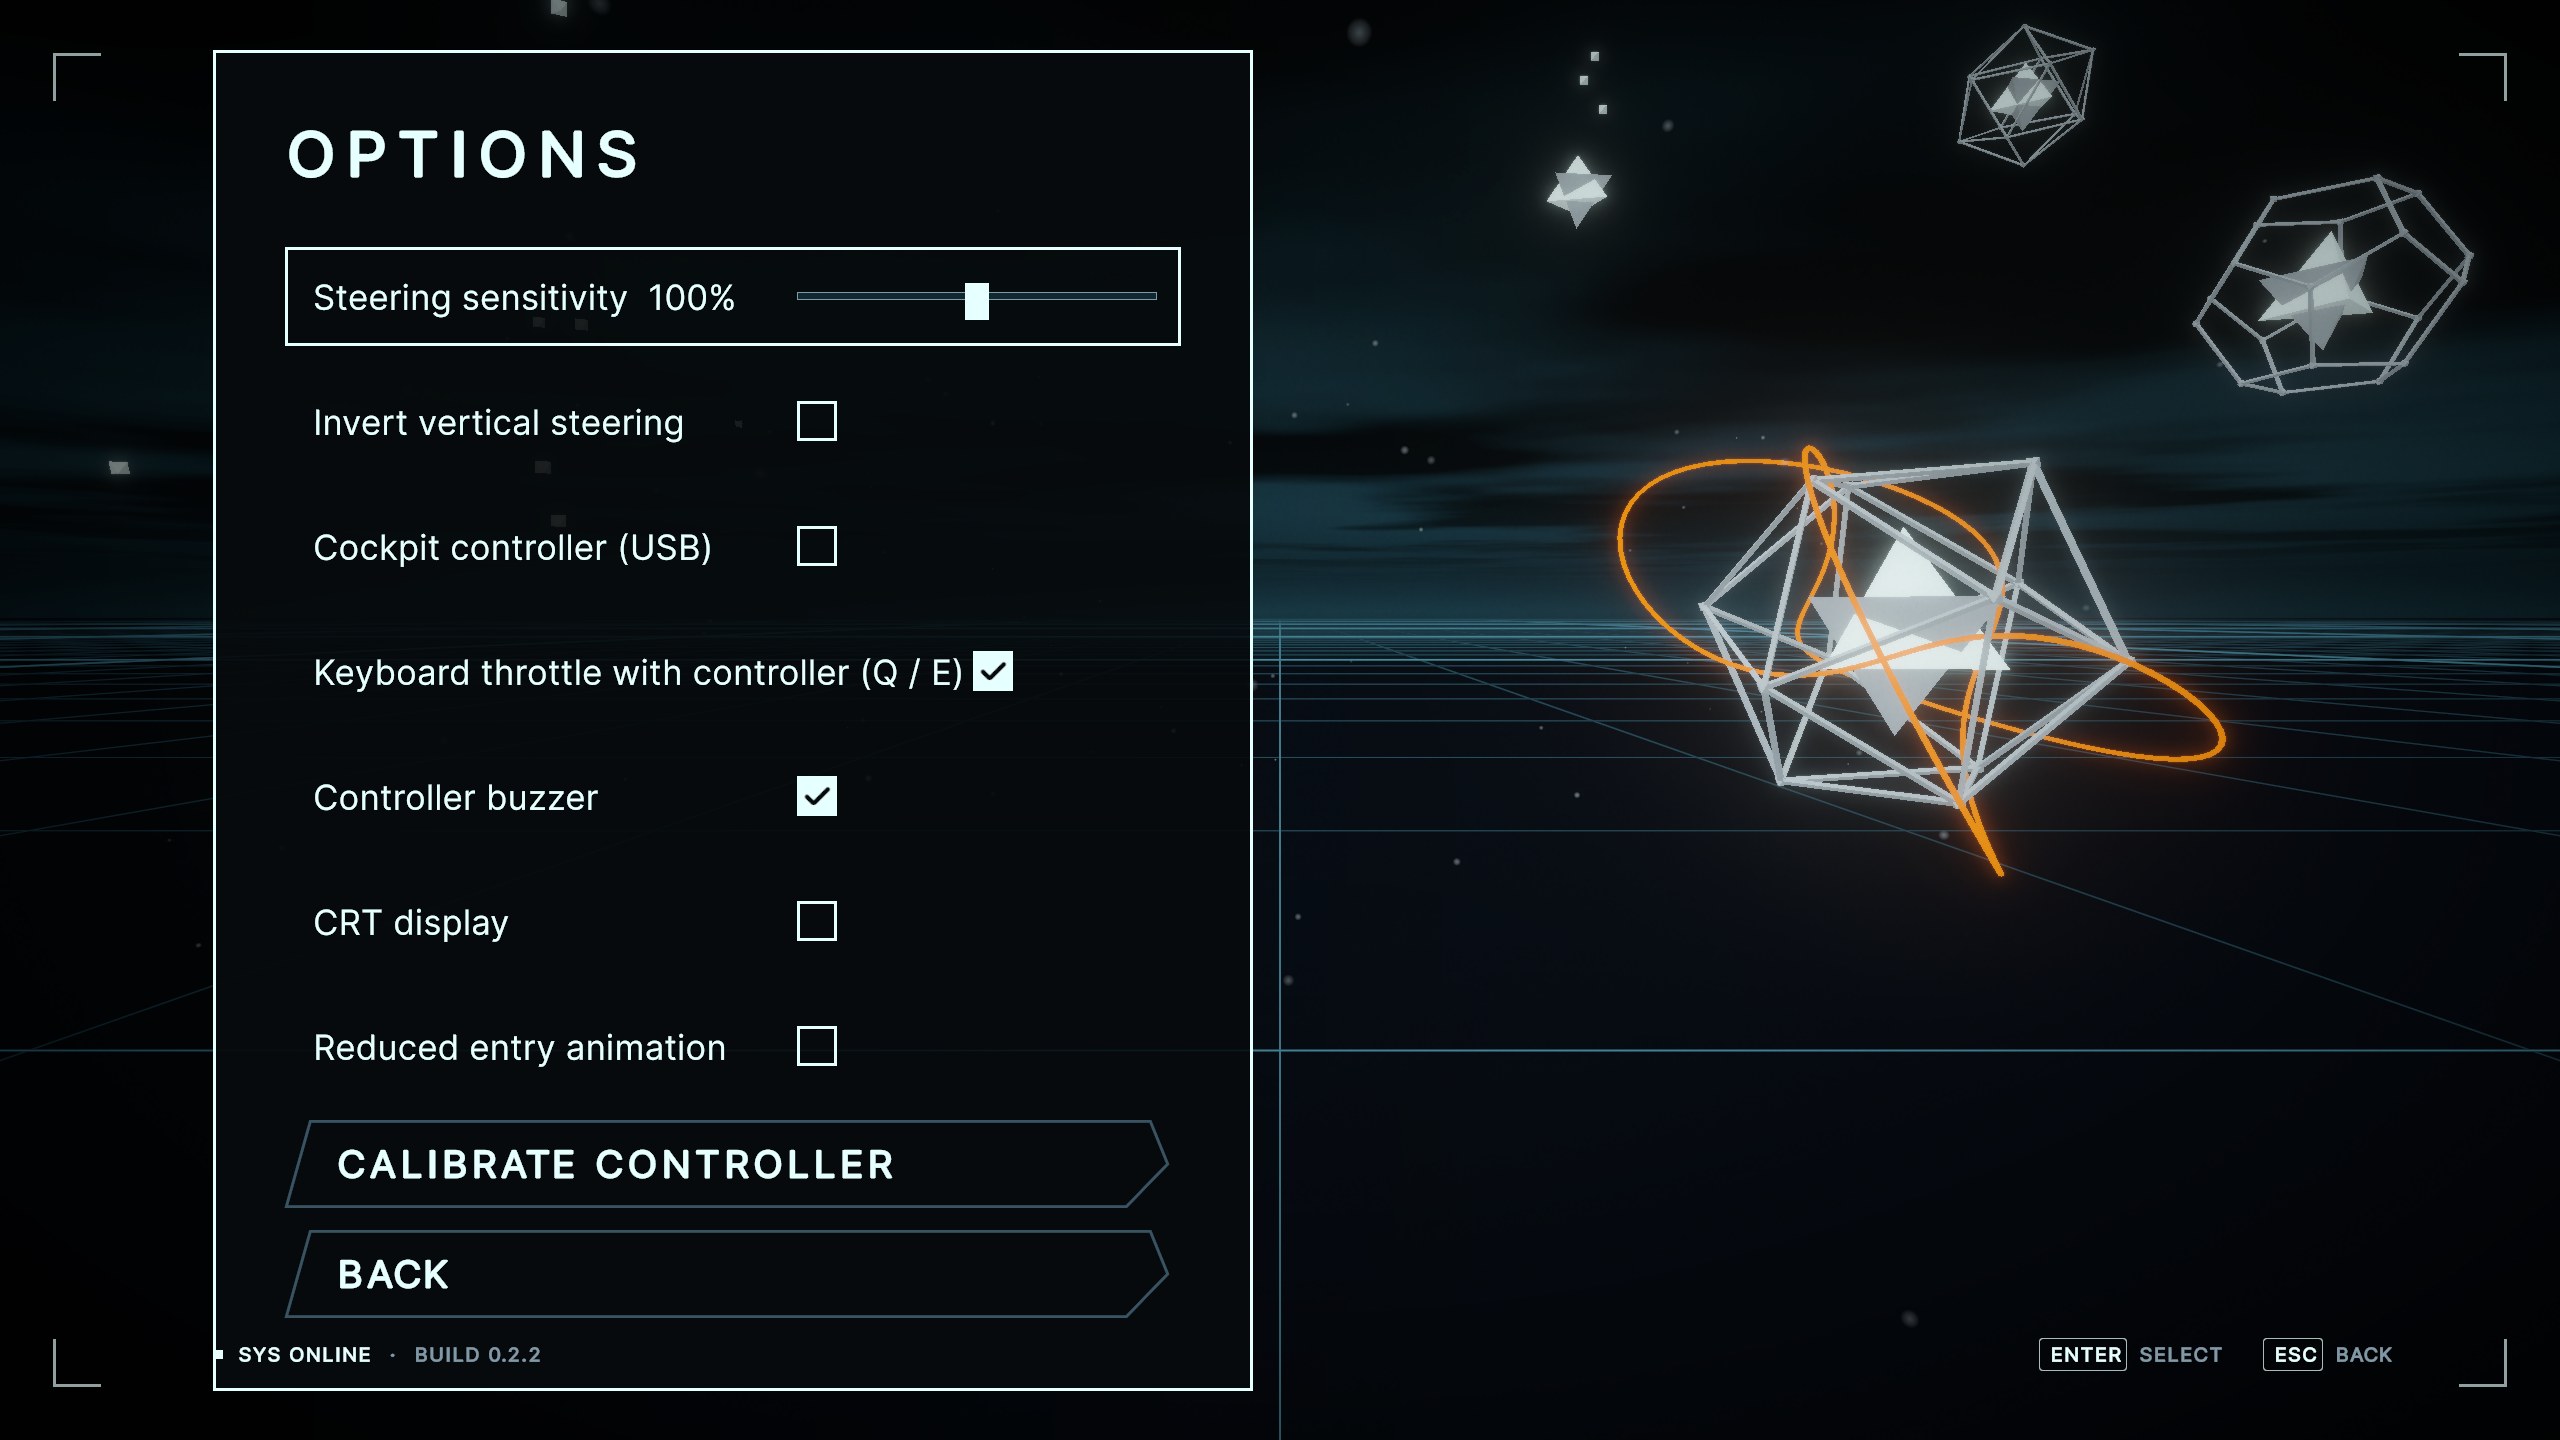 OPTIONS
Steering sensitivity 100%
Invert vertical steering
Cockpit controller (USB)
Keyboard throttle with controller (Q / E)
Controller buzzer
CRT display
Reduced entry animation
CALIBRATE CONTROLLER
BACK
SYS ONLINE · BUILD 0.2.2
ENTER SELECT ESC BACK